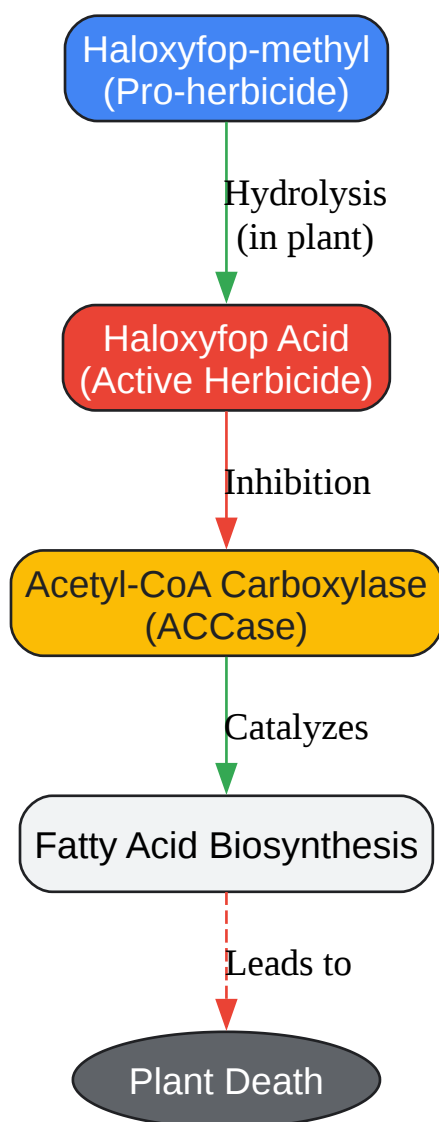 Haloxyfop-methyl
(Pro-herbicide)
Hydrolysis
(in plant)
Haloxyfop Acid
(Active Herbicide)
Inhibition
Acetyl-CoA Carboxylase
(ACCase)
Catalyzes
Fatty Acid Biosynthesis
Leads to
Plant Death